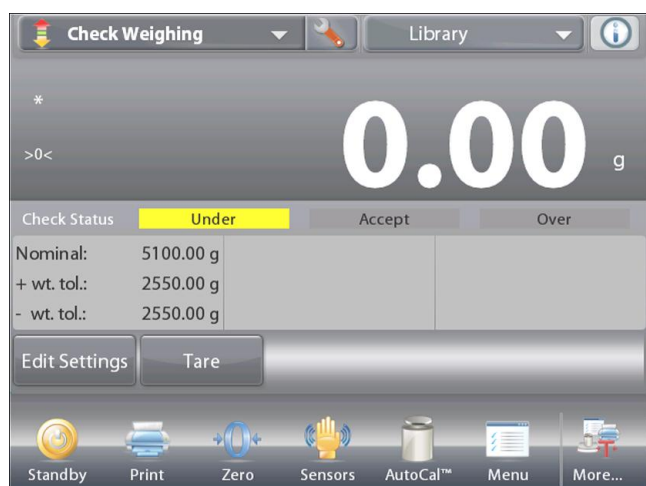 Check Weighing Library
*
>0<
0.00 g
Check Status Under Accept Over
Nominal: 5100.00 g
+ wt. tol.: 2550.00 g
- wt. tol.: 2550.00 g
Edit Settings Tare
Standby Print Zero Sensors AutoCal™ Menu More...